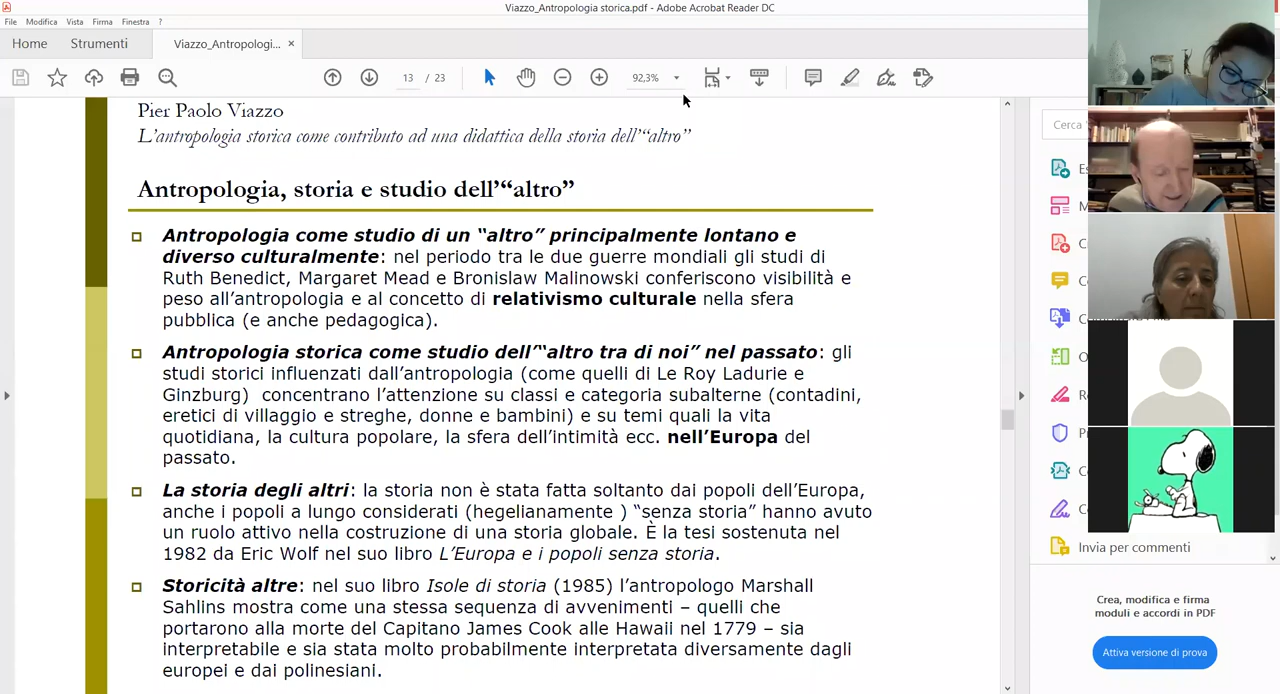 Viazzo_Antropologia storica.pdf - Adobe Acrobat Reader DC
File Modifica Vista Firma Finestra ?
Home Strumenti Viazzo_Antropologi... ×
13 / 23 92,3%
Pier Paolo Viazzo
L’antropologia storica come contributo ad una didattica della storia dell’“altro”
Antropologia, storia e studio dell’“altro”
Antropologia come studio di un “altro” principalmente lontano e
diverso culturalmente: nel periodo tra le due guerre mondiali gli studi di
Ruth Benedict, Margaret Mead e Bronislaw Malinowski conferiscono visibilità e
peso all’antropologia e al concetto di relativismo culturale nella sfera
pubblica (e anche pedagogica).
Antropologia storica come studio dell’“altro tra di noi” nel passato: gli
studi storici influenzati dall’antropologia (come quelli di Le Roy Ladurie e
Ginzburg) concentrano l’attenzione su classi e categoria subalterne (contadini,
eretici di villaggio e streghe, donne e bambini) e su temi quali la vita
quotidiana, la cultura popolare, la sfera dell’intimità ecc. nell’Europa del
passato.
La storia degli altri: la storia non è stata fatta soltanto dai popoli dell’Europa,
anche i popoli a lungo considerati (hegelianamente ) “senza storia” hanno avuto
un ruolo attivo nella costruzione di una storia globale. È la tesi sostenuta nel
1982 da Eric Wolf nel suo libro L’Europa e i popoli senza storia.
Storicità altre: nel suo libro Isole di storia (1985) l’antropologo Marshall
Sahlins mostra come una stessa sequenza di avvenimenti – quelli che
portarono alla morte del Capitano James Cook alle Hawaii nel 1779 – sia
interpretabile e sia stata molto probabilmente interpretata diversamente dagli
europei e dai polinesiani.
Cerca
Invia per commenti
Crea, modifica e firma
moduli e accordi in PDF
Attiva versione di prova